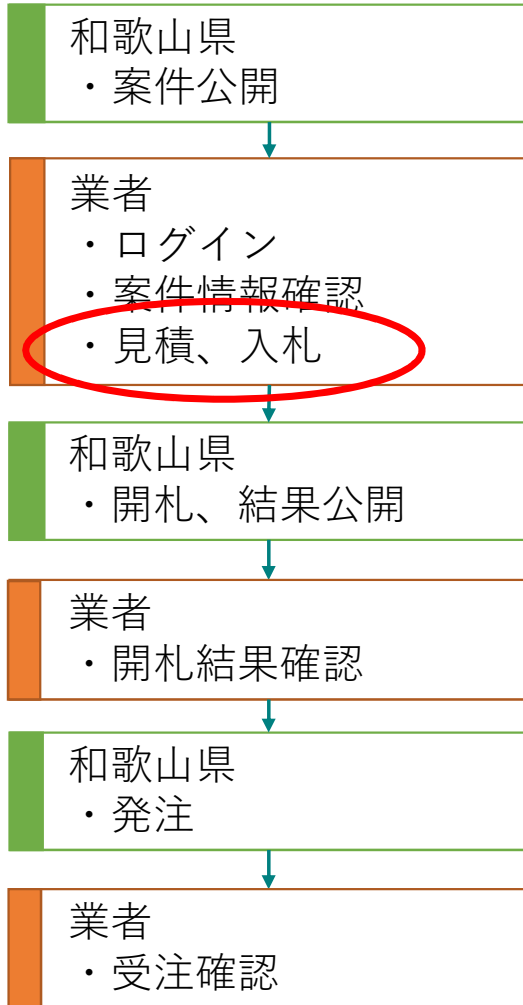 和歌山県
・案件公開
業者
・ログイン
・案件情報確認
・見積、入札
和歌山県
・開札、結果公開
業者
・開札結果確認
和歌山県
・発注
業者
・受注確認